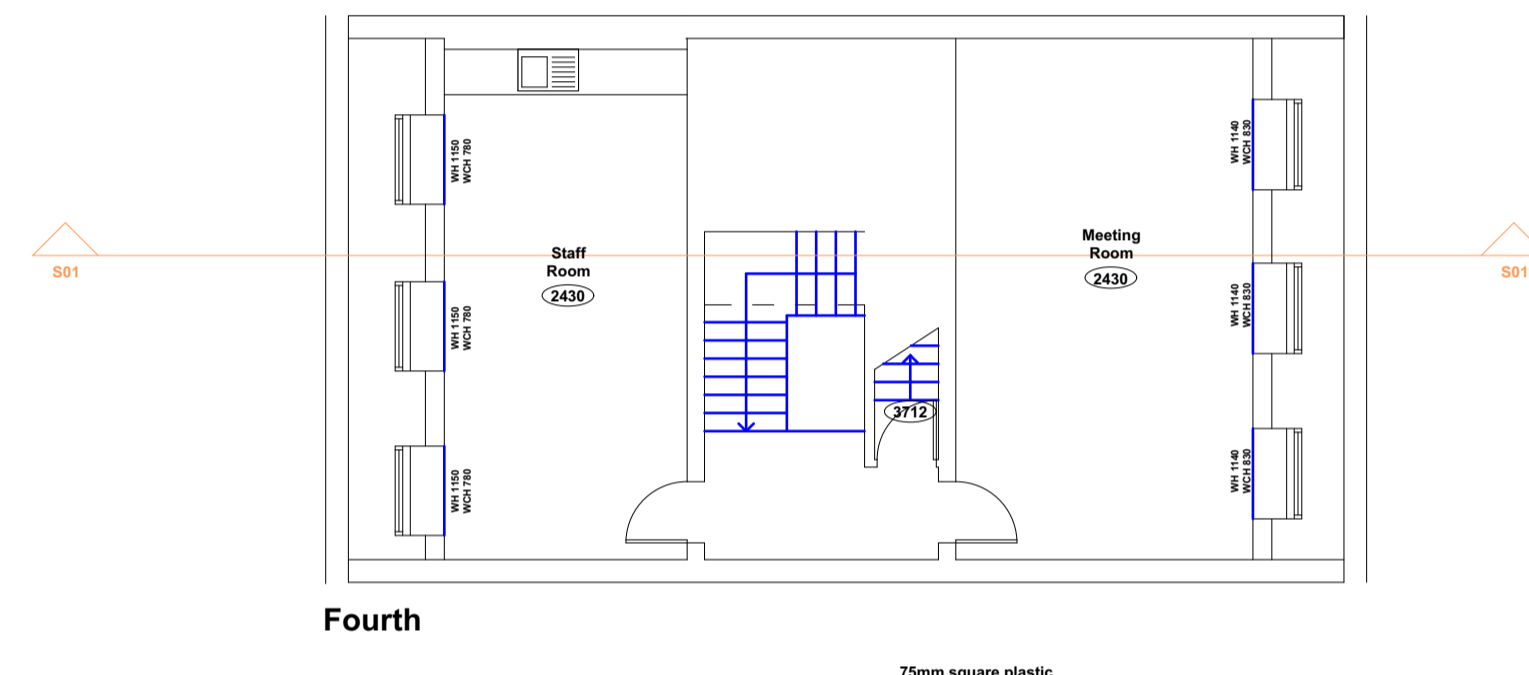 WH 1150
WCH 780
WH 1140
WCH 830
S01
Staff
Room
2430
Meeting
Room
2430
S01
WH 1150
WCH 780
WH 1140
WCH 830
3712
WH 1150
WCH 780
WH 1140
WCH 830
Fourth
75mm square plastic